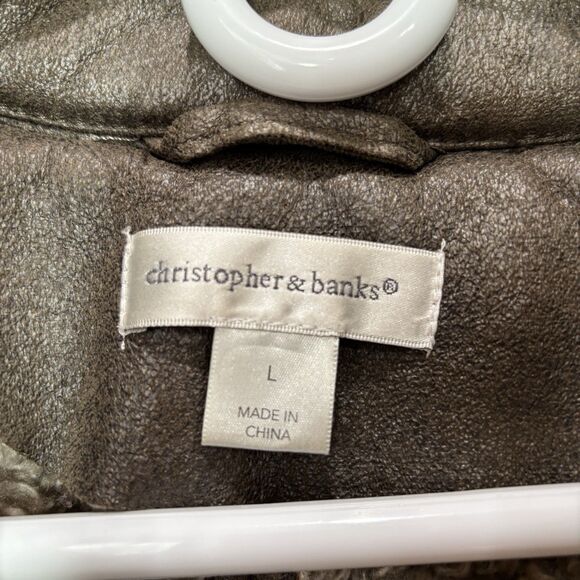 christopher & banks®
L
MADE IN
CHINA